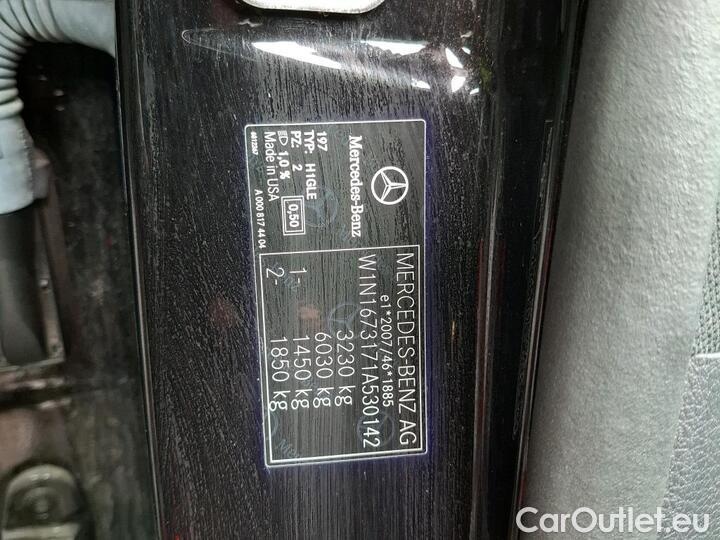 MERCEDES-BENZ AG
e1*2007/46*1885
W1N1673171A530142
3230 kg
6030 kg
1- 1450 kg
2- 1850 kg
Mercedes-Benz
197
TYP: H1GLE
PZ: 2 0,50
1,0 %
Made in USA
A 000 817 44 04
CarOutlet.eu